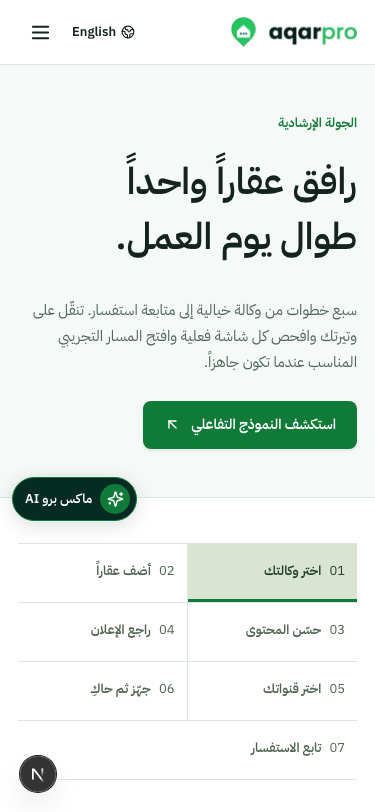 aqarpro
English
الجولة الإرشادية
رافق عقاراً واحداً
طوال يوم العمل.
سبع خطوات من وكالة خيالية إلى متابعة استفسار. تنقّل على
وتيرتك وافحص كل شاشة فعلية وافتح المسار التجريبي
المناسب عندما تكون جاهزاً.
استكشف النموذج التفاعلي
ماكس برو AI
01 اختر وكالتك
02 أضف عقاراً
03 حسّن المحتوى
04 راجع الإعلان
05 اختر قنواتك
06 جهّز ثم حاكِ
07 تابع الاستفسار
N